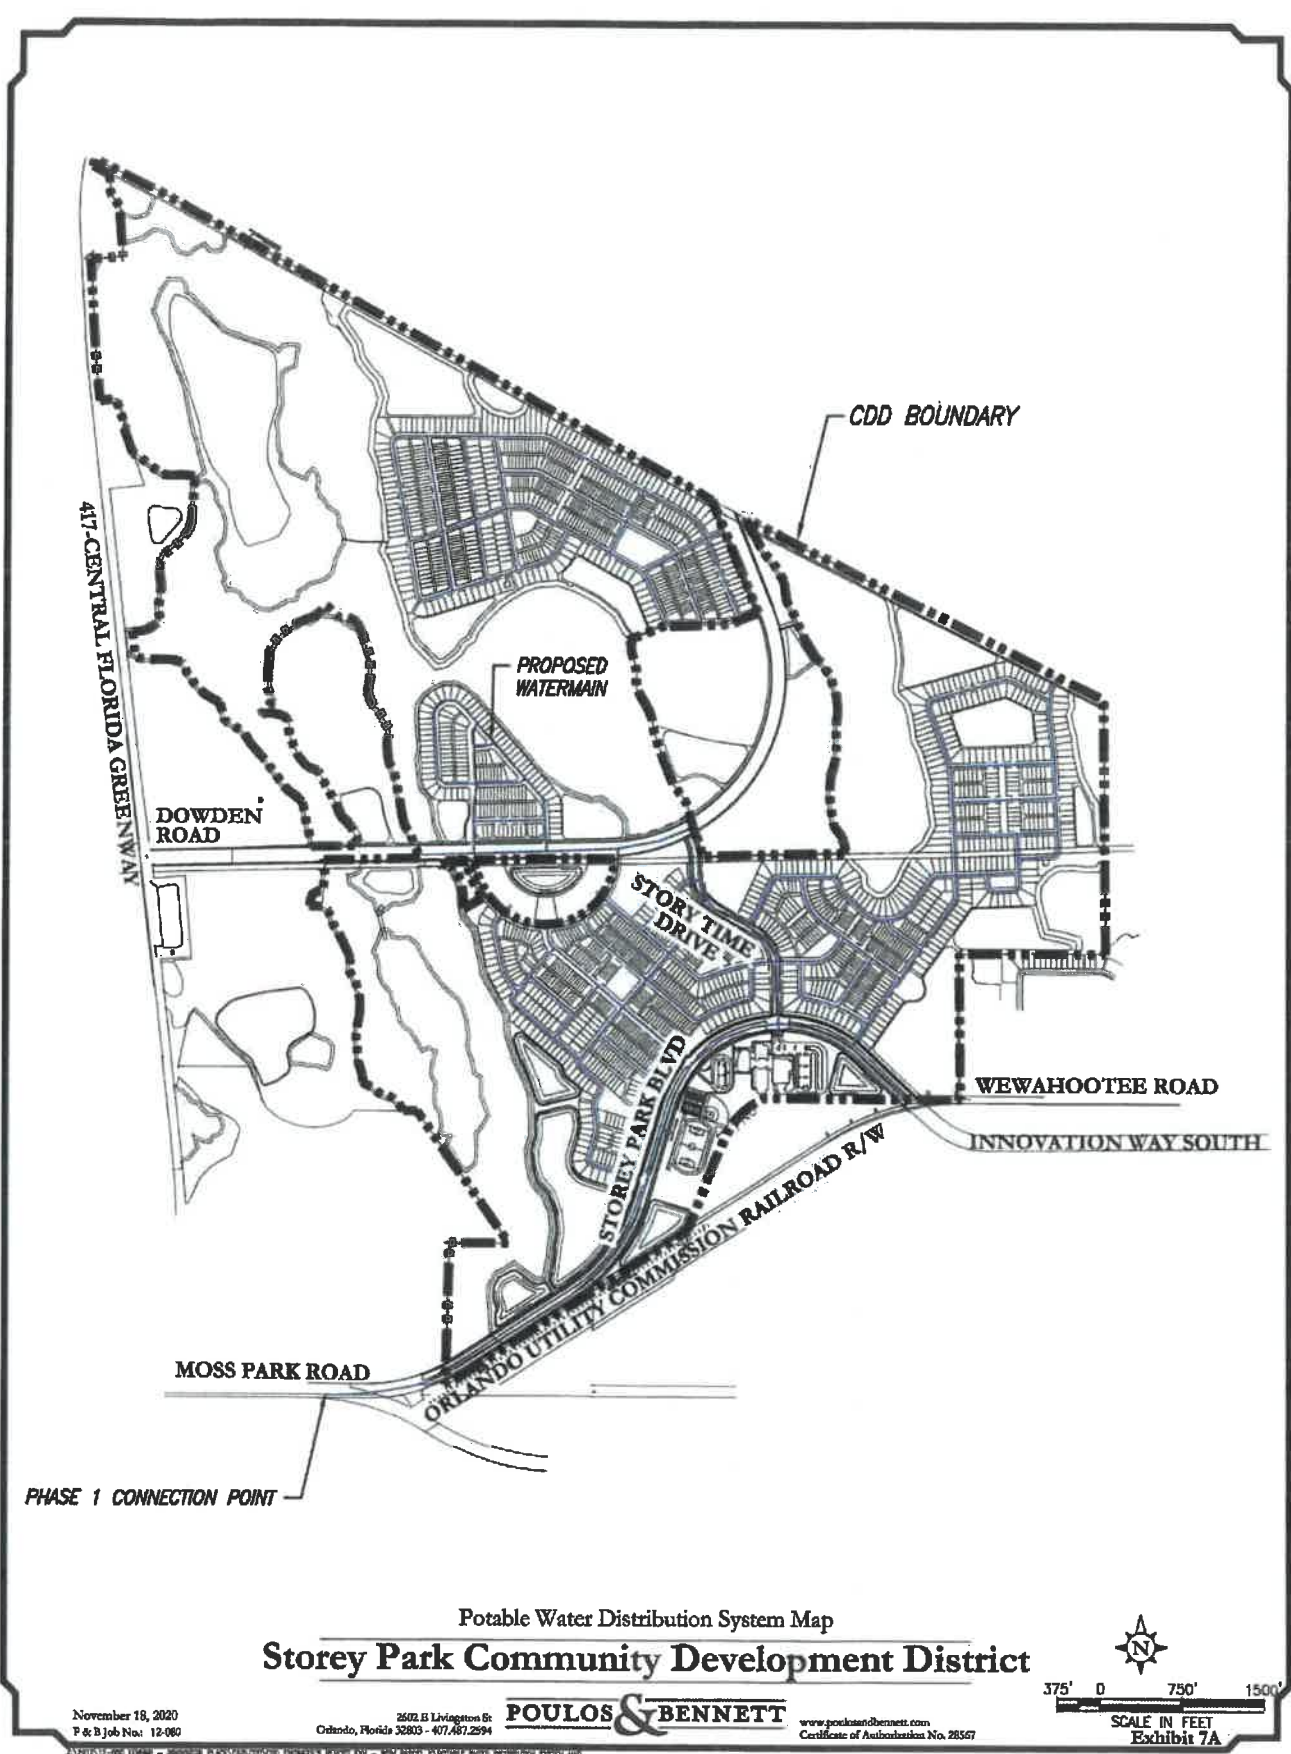 CDD BOUNDARY
417-CENTRAL FLORIDA GREENWAY
PROPOSED
WATERMAIN
DOWDEN
ROAD
STORY TIME
DRIVE
STOREY PARK BLVD
WEWAHOOTEE ROAD
INNOVATION WAY SOUTH
ORLANDO UTILITY COMMISSION RAILROAD R/W
MOSS PARK ROAD
PHASE 1 CONNECTION POINT
Potable Water Distribution System Map
Storey Park Community Development District
N
375' 0 750' 1500'
SCALE IN FEET
Exhibit 7A
November 18, 2020
P & B Job No.: 12-080
2602 E Livingston St
Orlando, Florida 32803 - 407.487.2594
POULOS & BENNETT
www.poulosandbennett.com
Certificate of Authorization No. 28567